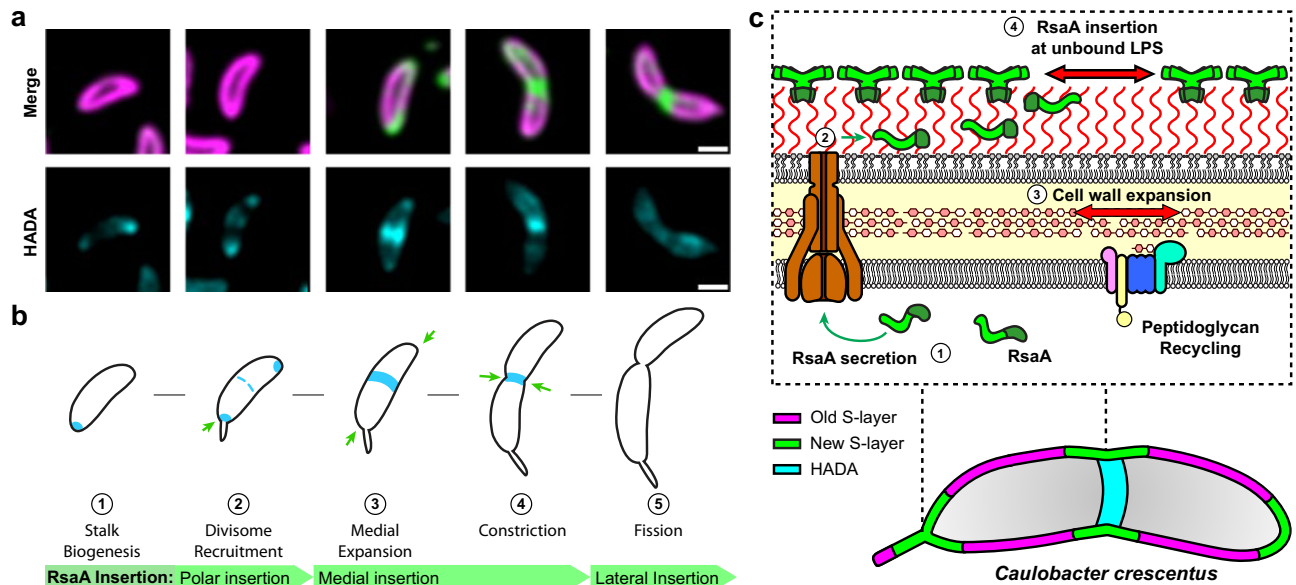 a
Merge
HADA
b
1
Stalk
Biogenesis
2
Divisome
Recruitment
3
Medial
Expansion
4
Constriction
5
Fission
RsaA Insertion:
Polar insertion
Medial insertion
Lateral Insertion
c
4 RsaA insertion
at unbound LPS
2
3 Cell wall expansion
RsaA secretion 1
RsaA
Peptidoglycan
Recycling
Old S-layer
New S-layer
HADA
Caulobacter crescentus